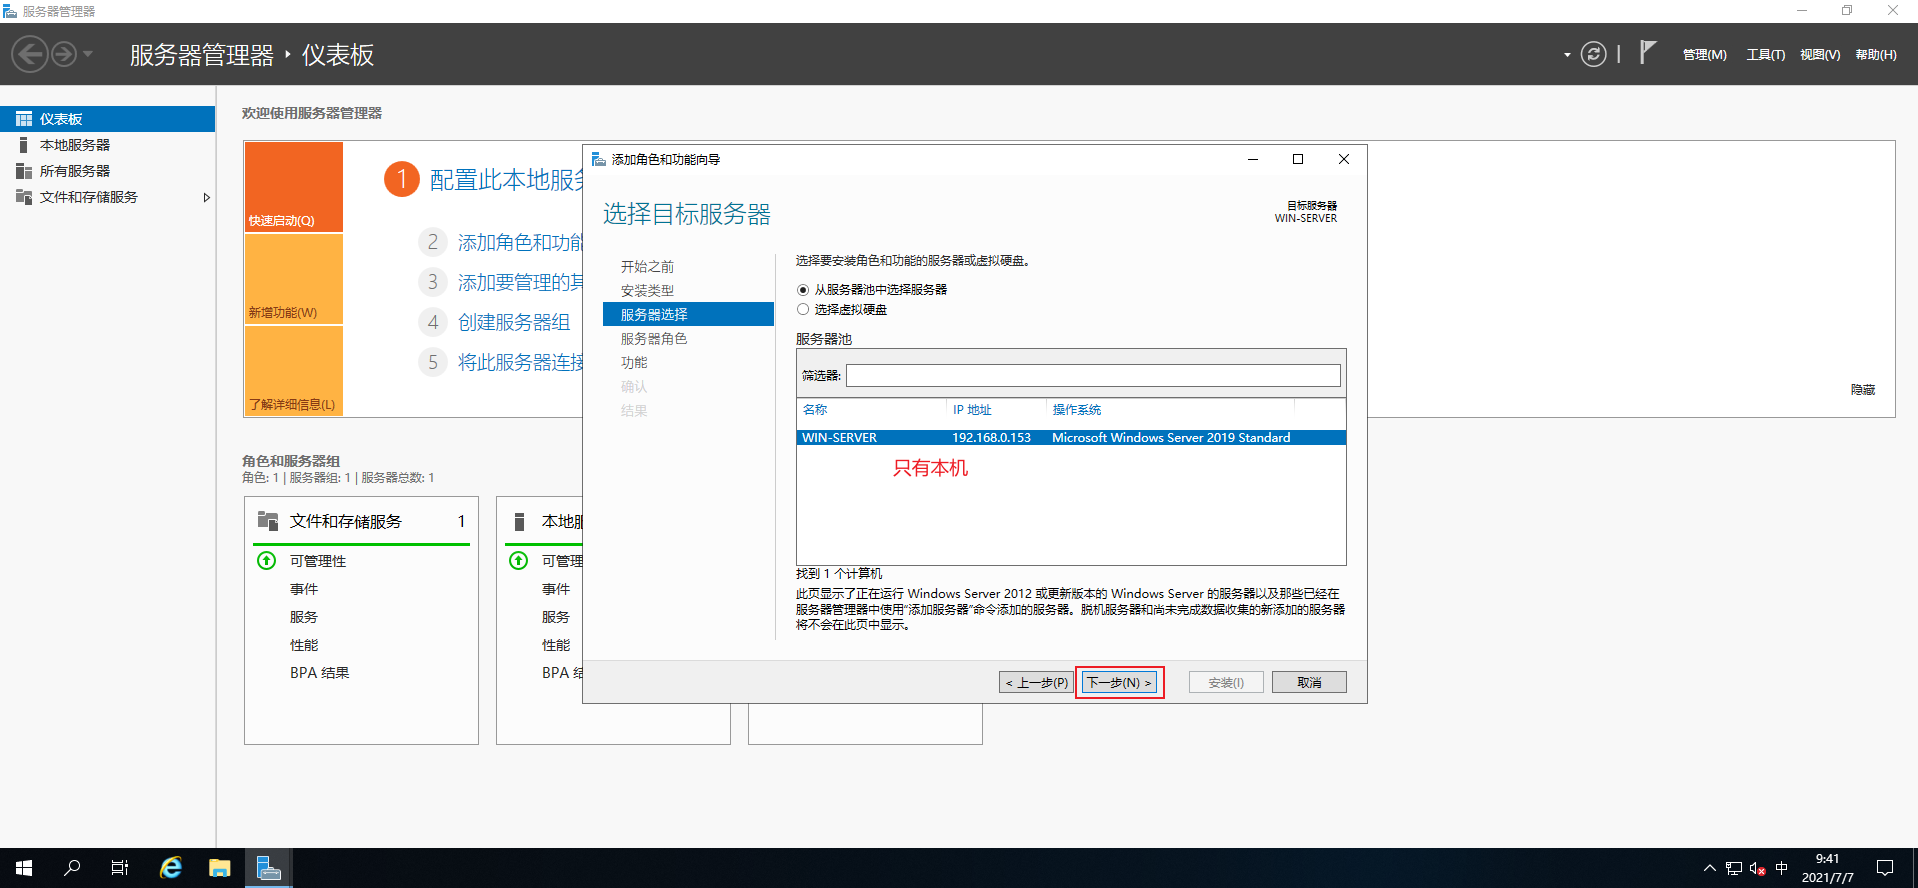 服务器管理器
服务器管理器 ‣ 仪表板
管理(M) 工具(T) 视图(V) 帮助(H)
仪表板
本地服务器
所有服务器
文件和存储服务
欢迎使用服务器管理器
快速启动(Q)
新增功能(W)
了解详细信息(L)
1 配置此本地服
2 添加角色和功能
3 添加要管理的
4 创建服务器组
5 将此服务器连接
隐藏
角色和服务器组
角色: 1 | 服务器组: 1 | 服务器总数: 1
文件和存储服务 1
可管理性
事件
服务
性能
BPA 结果
本地服
可管理
事件
服务
性能
BPA 结
添加角色和功能向导
选择目标服务器
目标服务器
WIN-SERVER
开始之前
安装类型
服务器选择
服务器角色
功能
确认
结果
选择要安装角色和功能的服务器或虚拟硬盘。
从服务器池中选择服务器
选择虚拟硬盘
服务器池
筛选器:
名称 IP 地址 操作系统
WIN-SERVER 192.168.0.153 Microsoft Windows Server 2019 Standard
只有本机
找到 1 个计算机
此页显示了正在运行 Windows Server 2012 或更新版本的 Windows Server 的服务器以及那些已经在
服务器管理器中使用"添加服务器"命令添加的服务器。脱机服务器和尚未完成数据收集的新添加的服务器
将不会在此页中显示。
< 上一步(P) 下一步(N) > 安装(I) 取消
中
9:41
2021/7/7